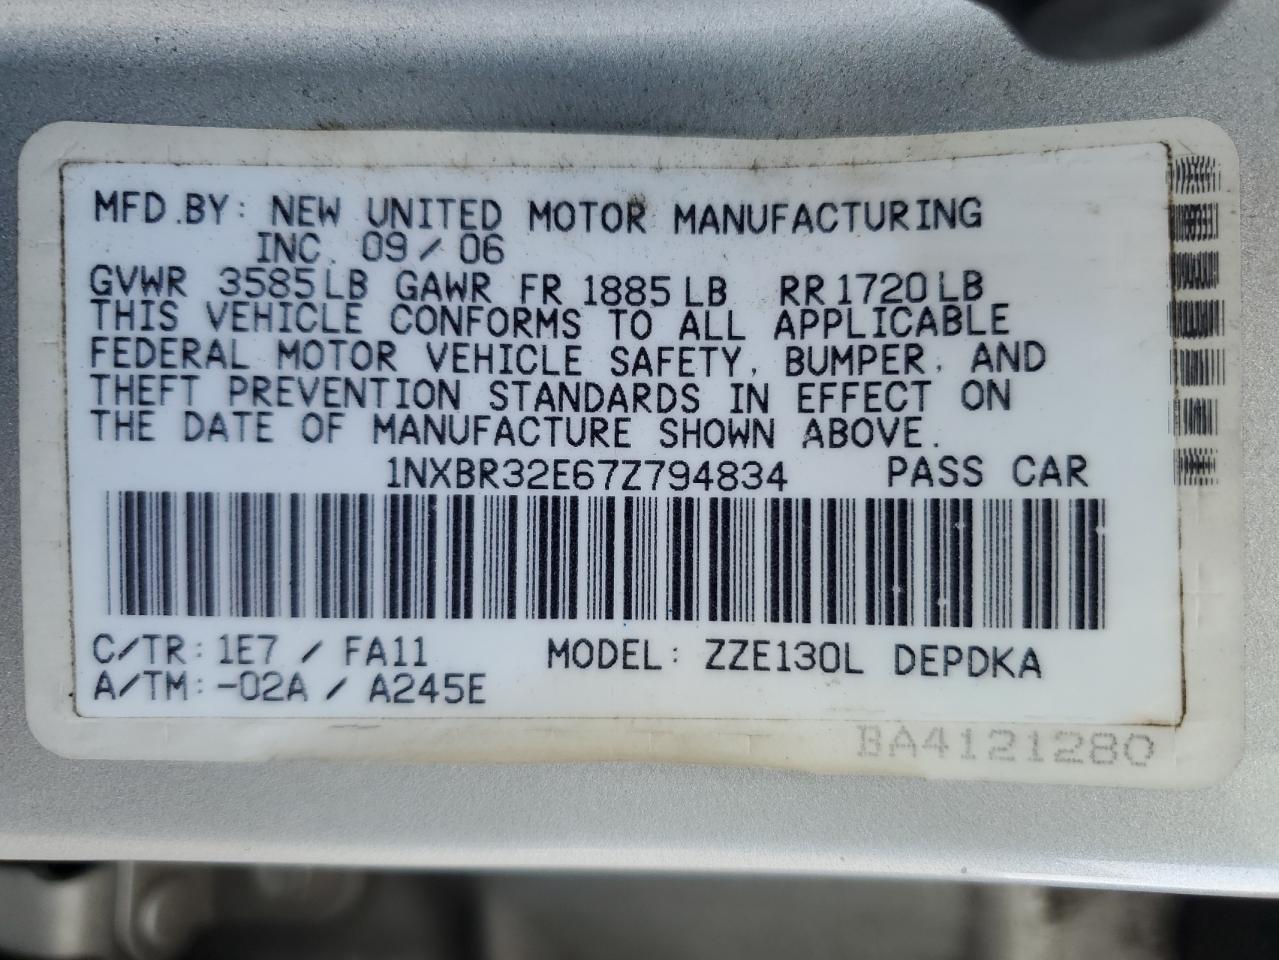 MFD.BY: NEW UNITED MOTOR MANUFACTURING
INC. 09/06
GVWR 3585LB GAWR FR 1885LB RR 1720LB
THIS VEHICLE CONFORMS TO ALL APPLICABLE
FEDERAL MOTOR VEHICLE SAFETY, BUMPER, AND
THEFT PREVENTION STANDARDS IN EFFECT ON
THE DATE OF MANUFACTURE SHOWN ABOVE.
1NXBR32E67Z794834 PASS CAR
C/TR: 1E7 / FA11 MODEL: ZZE130L DEPDKA
A/TM: -02A / A245E
BA4121280